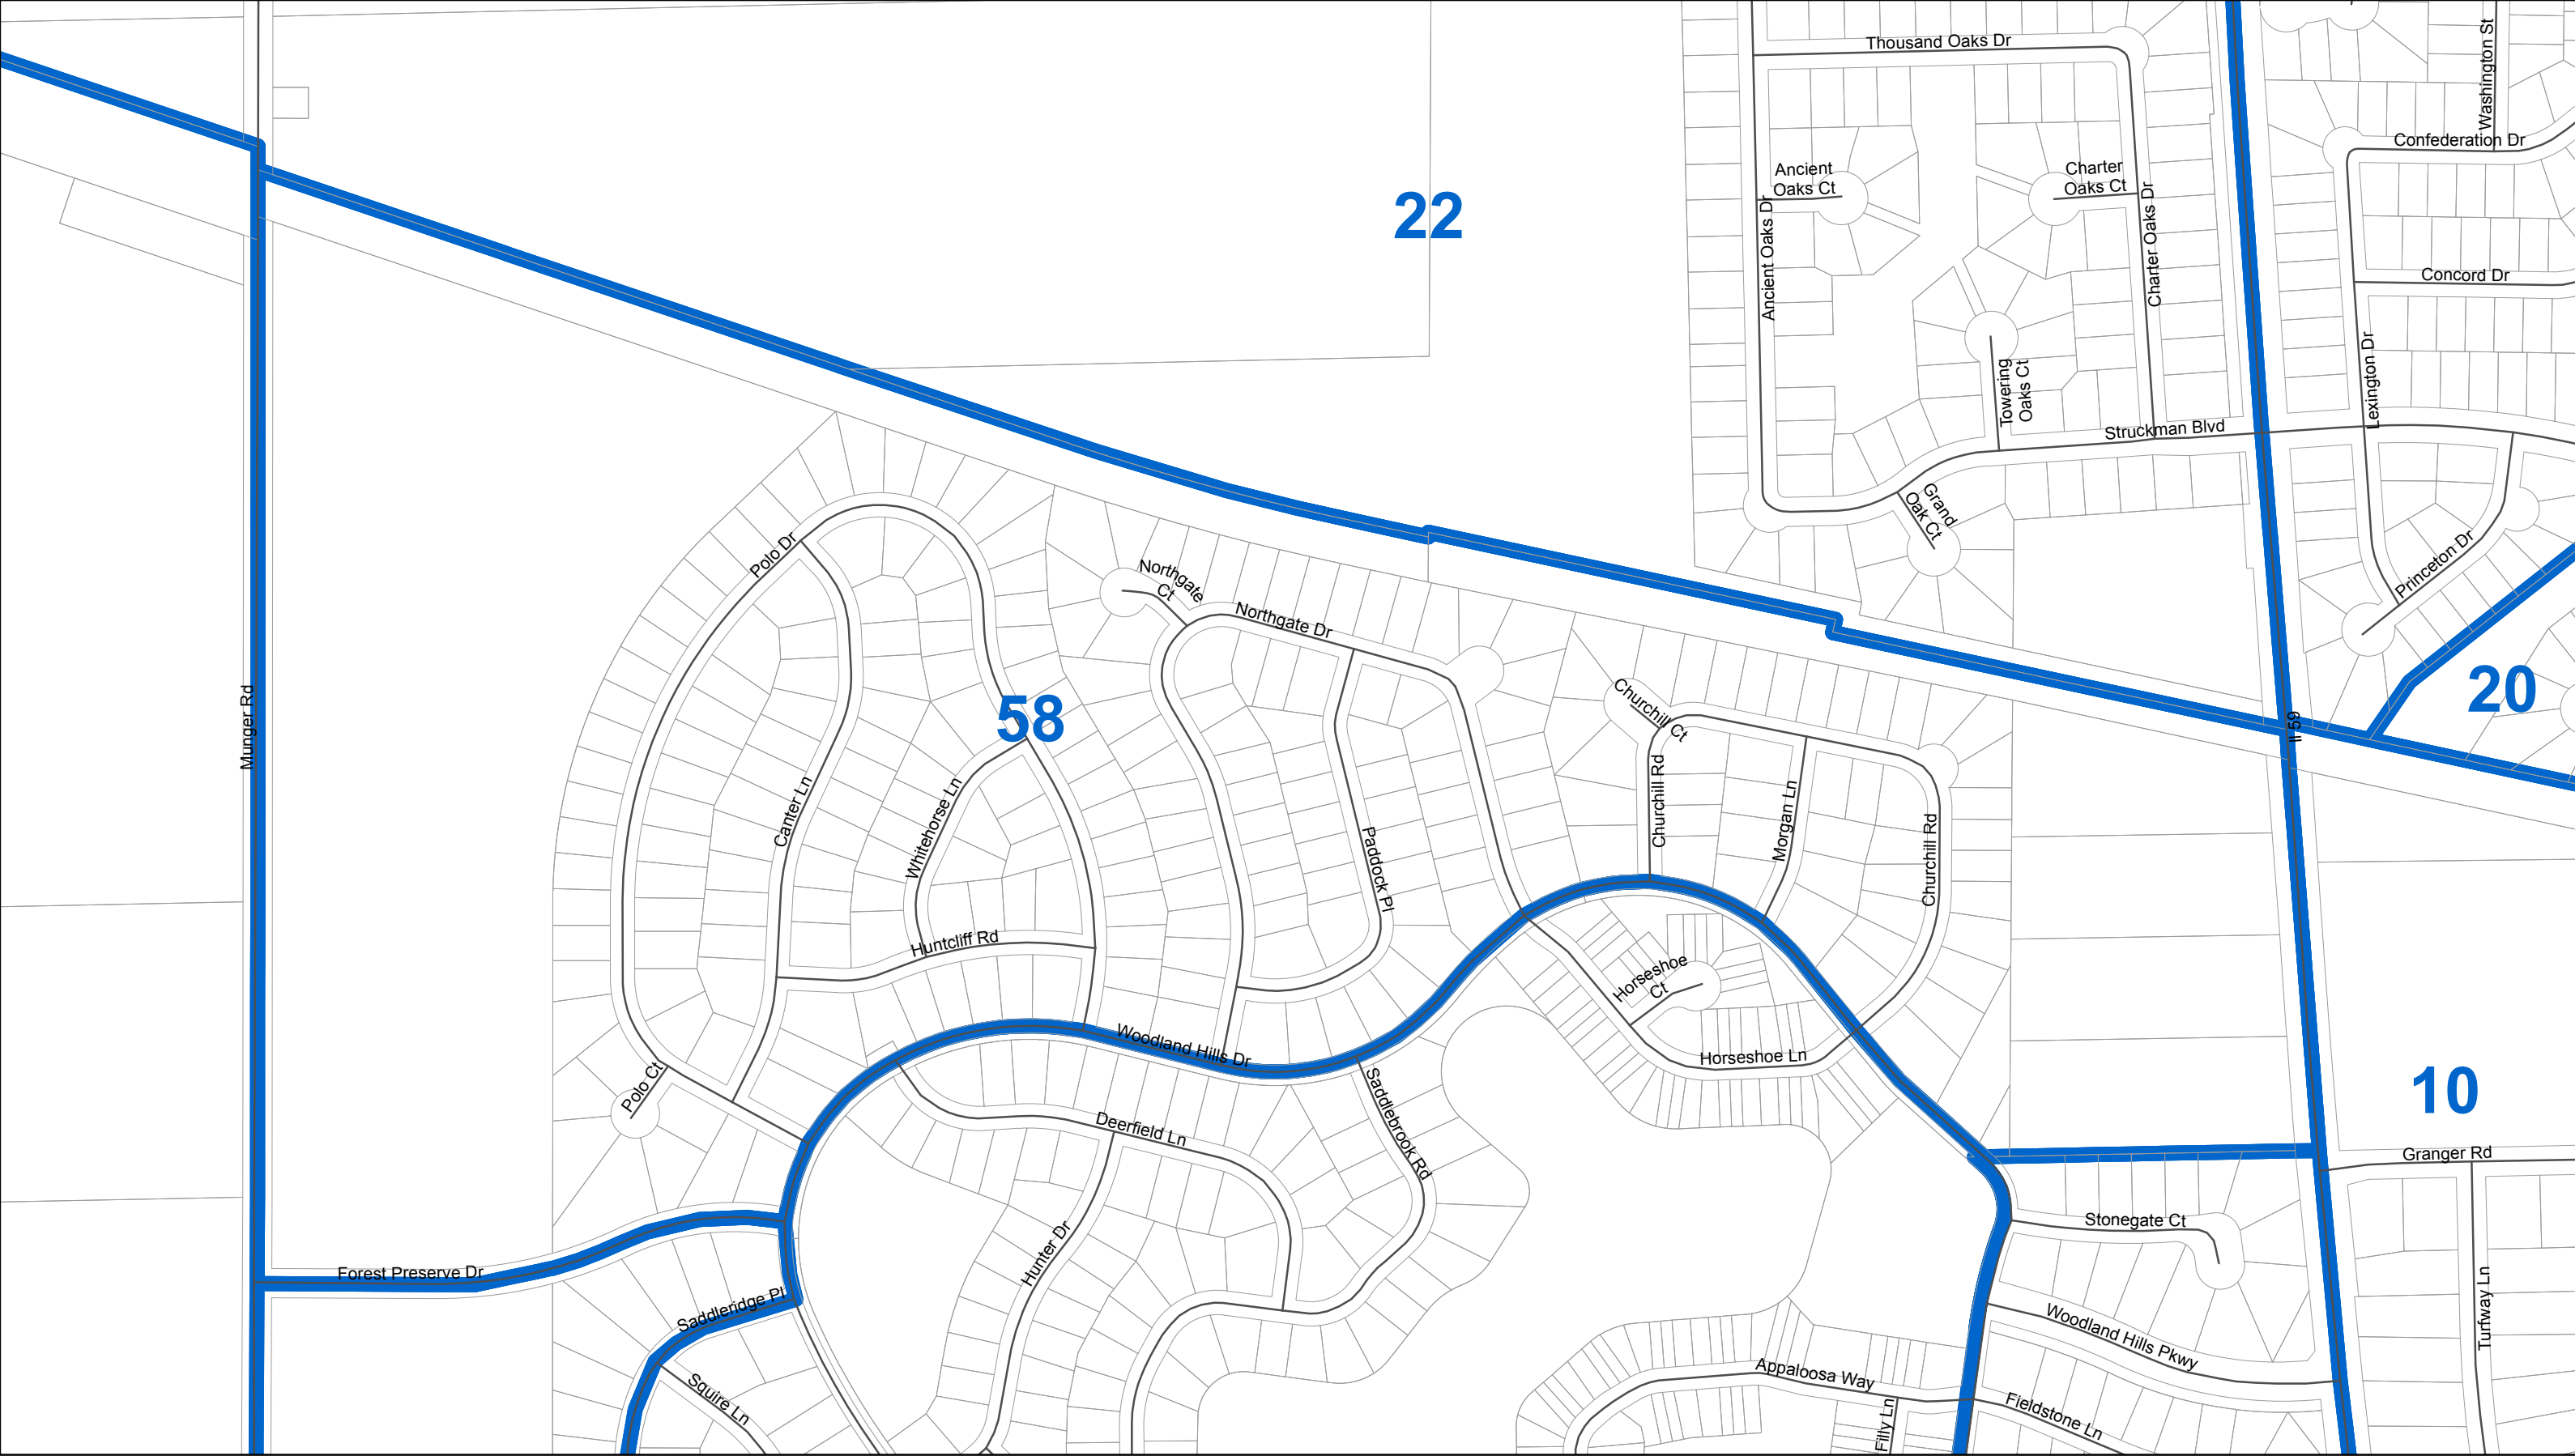 Thousand Oaks Dr
Washington St
Confederation Dr
Ancient
Oaks Ct
Charter
Oaks Ct
22
Ancient Oaks Dr
Charter Oaks Dr
Concord Dr
Lexington Dr
Towering
Oaks Ct
Struckman Blvd
Grand
Oak Ct
Polo Dr
Northgate
Ct
Northgate Dr
Princeton Dr
Munger Rd
58
Churchill Ct
20
Il 59
Canter Ln
Whitehorse Ln
Paddock Pl
Churchill Rd
Morgan Ln
Churchill Rd
Huntcliff Rd
Horseshoe
Ct
Woodland Hills Dr
Horseshoe Ln
Polo Ct
Deerfield Ln
Saddlebrook Rd
10
Granger Rd
Stonegate Ct
Hunter Dr
Forest Preserve Dr
Saddleridge Pl
Woodland Hills Pkwy
Turfway Ln
Squire Ln
Appaloosa Way
Filly Ln
Fieldstone Ln